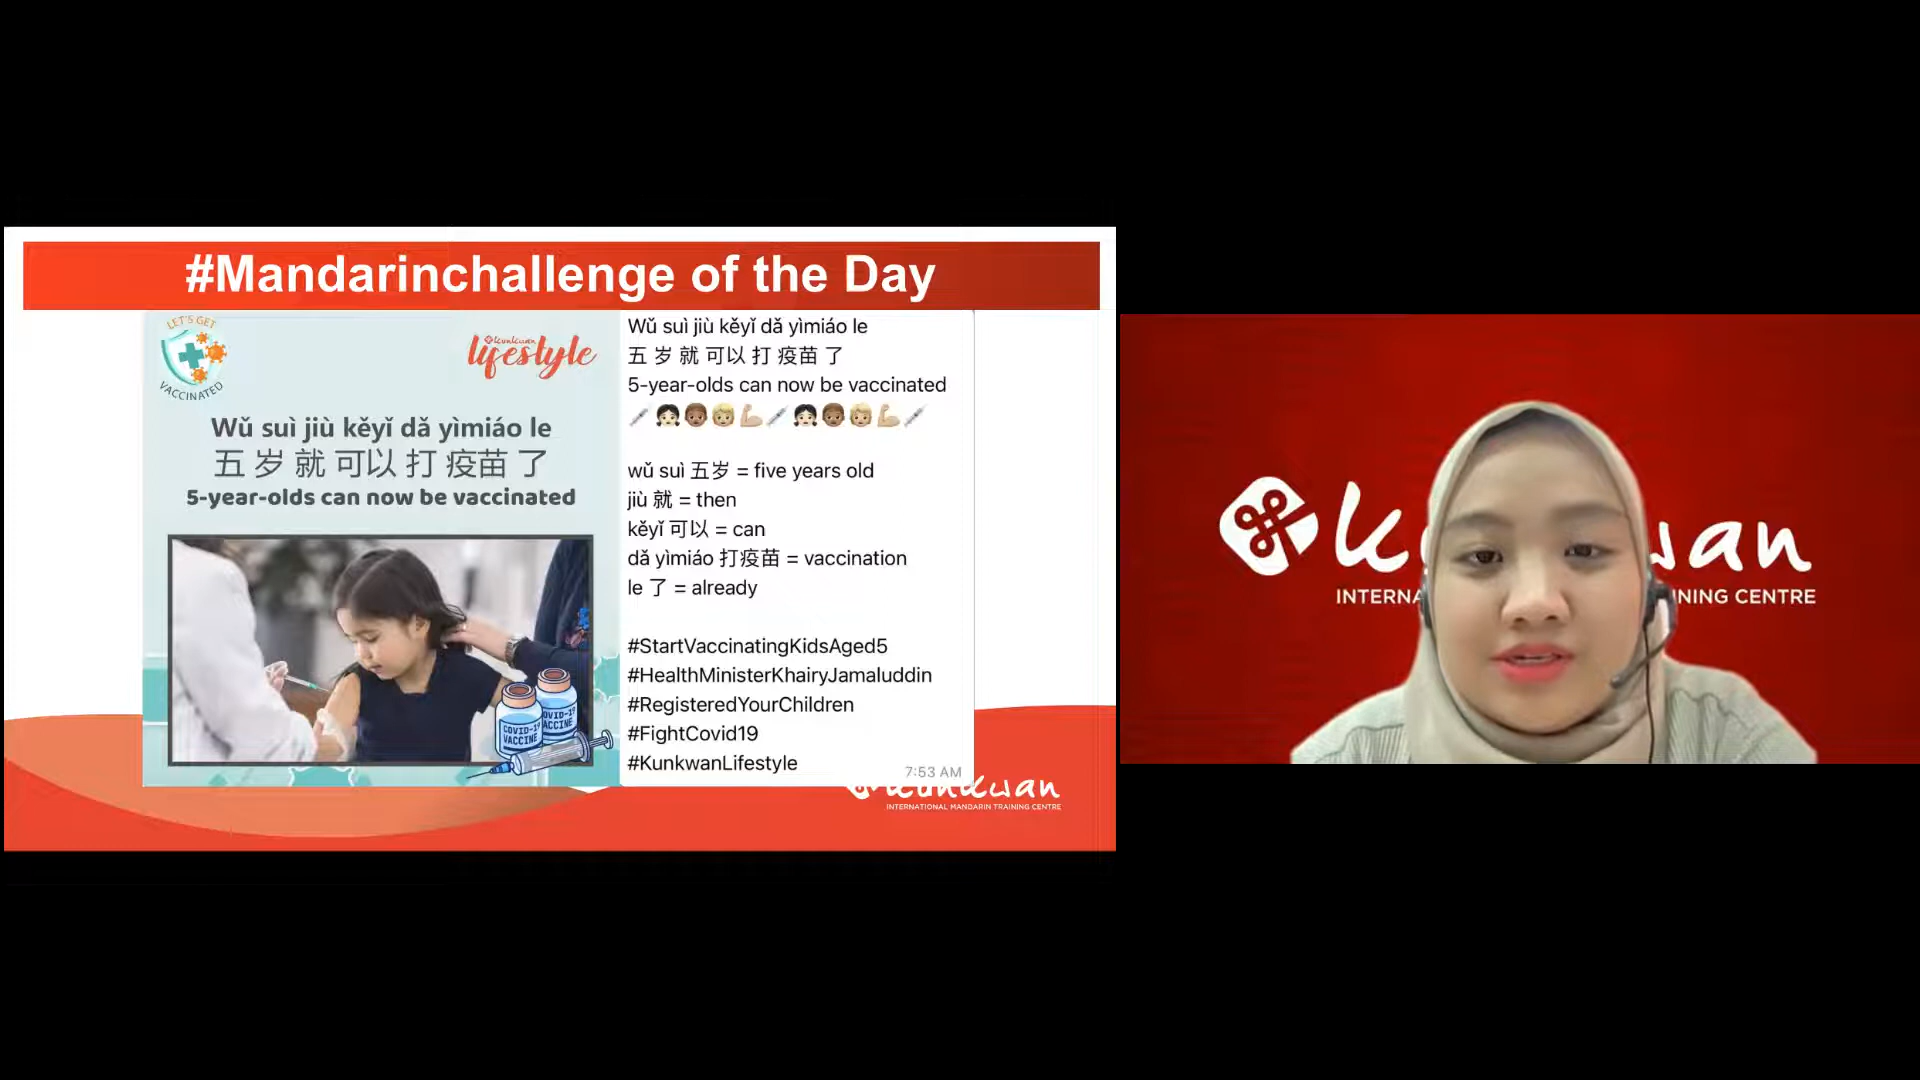 #Mandarinchallenge of the Day
LET'S GET
VACCINATED
Kunkwan
lifestyle
Wǔ suì jiù kěyǐ dǎ yìmiáo le
五 岁 就 可以 打 疫苗 了
5-year-olds can now be vaccinated
COVID-19
VACCINE
COVID-19
VACCINE
Wǔ suì jiù kěyǐ dǎ yìmiáo le
五 岁 就 可以 打 疫苗 了
5-year-olds can now be vaccinated
wǔ suì 五岁 = five years old
jiù 就 = then
kěyǐ 可以 = can
dǎ yìmiáo 打疫苗 = vaccination
le 了 = already
#StartVaccinatingKidsAged5
#HealthMinisterKhairyJamaluddin
#RegisteredYourChildren
#FightCovid19
#KunkwanLifestyle
7:53 AM
kunkwan
INTERNATIONAL MANDARIN TRAINING CENTRE
K wan
INTERNA INING CENTRE